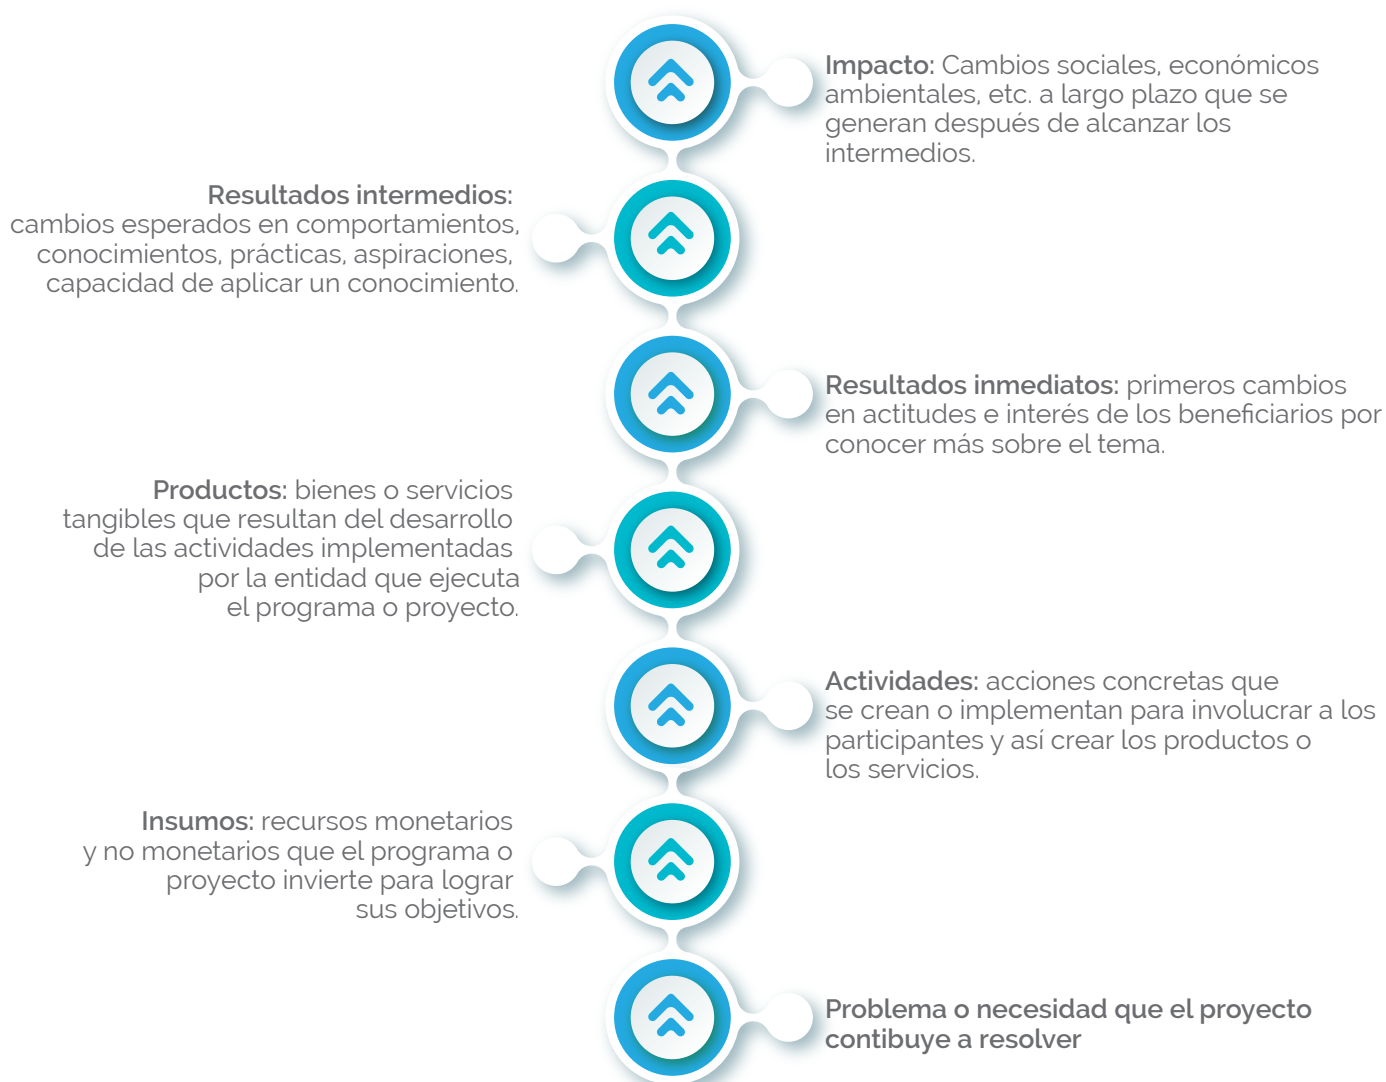 Impacto: Cambios sociales, económicos
ambientales, etc. a largo plazo que se
generan después de alcanzar los
intermedios.
Resultados intermedios:
cambios esperados en comportamientos,
conocimientos, prácticas, aspiraciones,
capacidad de aplicar un conocimiento.
Resultados inmediatos: primeros cambios
en actitudes e interés de los beneficiarios por
conocer más sobre el tema.
Productos: bienes o servicios
tangibles que resultan del desarrollo
de las actividades implementadas
por la entidad que ejecuta
el programa o proyecto.
Actividades: acciones concretas que
se crean o implementan para involucrar a los
participantes y así crear los productos o
los servicios.
Insumos: recursos monetarios
y no monetarios que el programa o
proyecto invierte para lograr
sus objetivos.
Problema o necesidad que el proyecto
contibuye a resolver